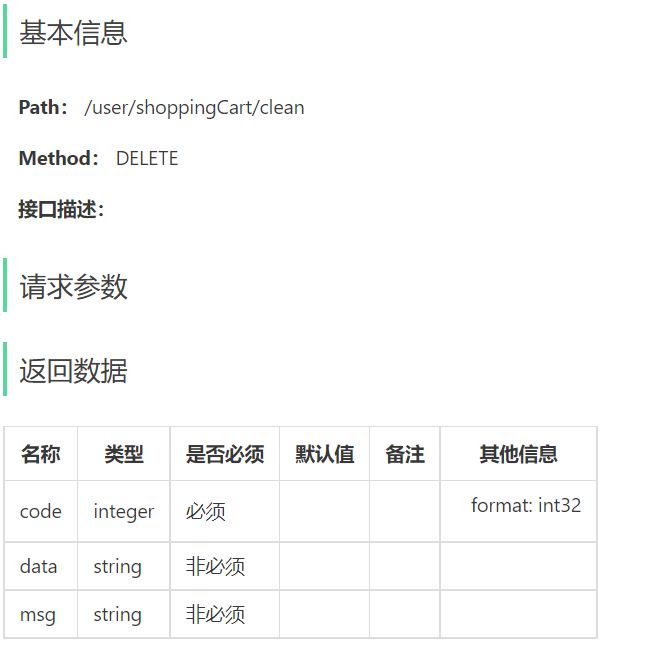 基本信息
Path： /user/shoppingCart/clean
Method： DELETE
接口描述：
请求参数
返回数据
名称 类型 是否必须 默认值 备注 其他信息
code integer 必须 format: int32
data string 非必须
msg string 非必须